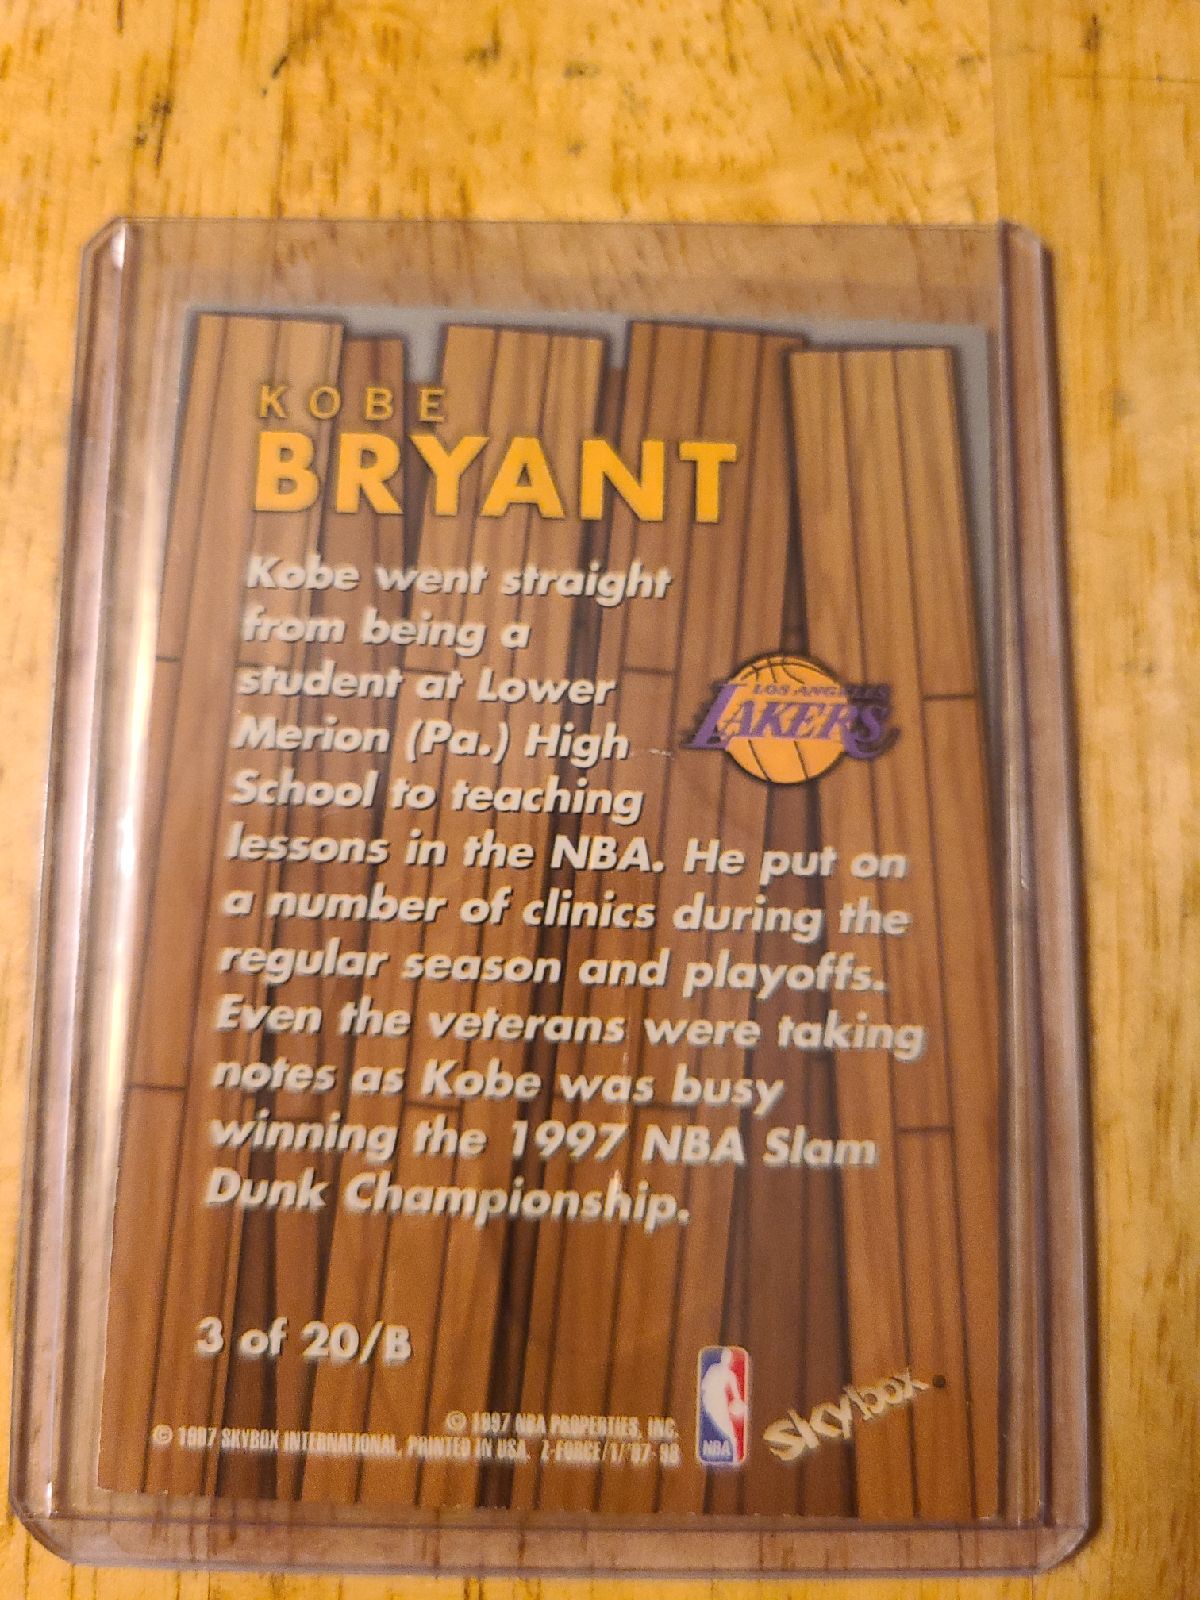 KOBE
BRYANT
Kobe went straight
from being a
student at Lower
Merion (Pa.) High
School to teaching
lessons in the NBA. He put on
a number of clinics during the
regular season and playoffs.
Even the veterans were taking
notes as Kobe was busy
winning the 1997 NBA Slam
Dunk Championship.
LOS ANGELES
LAKERS
3 of 20/B
© 1997 NBA PROPERTIES, INC.
© 1997 SKYBOX INTERNATIONAL. PRINTED IN USA. Z-FORCE/1/'97-98
NBA
skybox